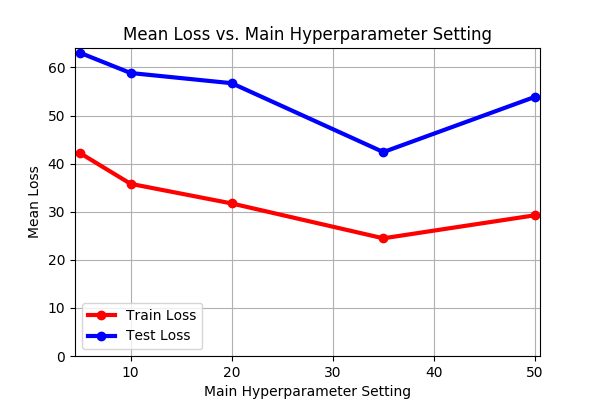 Mean Loss vs. Main Hyperparameter Setting
Mean Loss
60
50
40
30
20
10
0
Train Loss
Test Loss
10 20 30 40 50
Main Hyperparameter Setting